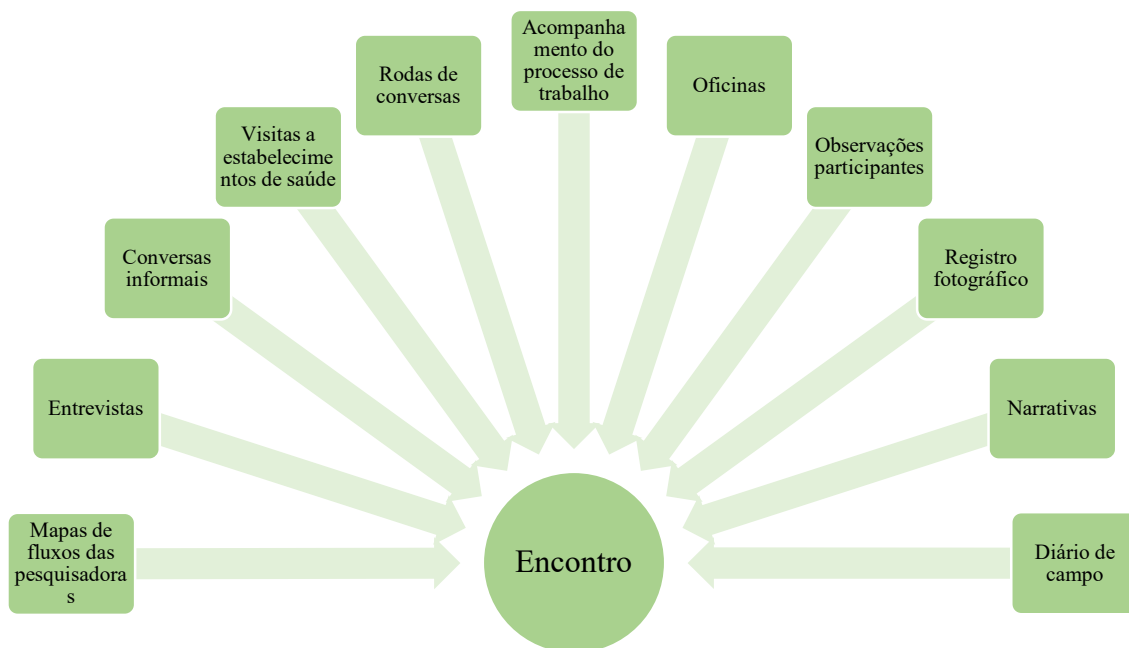 Mapas de
fluxos das
pesquisadora
s
Entrevistas
Conversas
informais
Visitas a
estabelecime
ntos de saúde
Rodas de
conversas
Acompanha
mento do
processo de
trabalho
Oficinas
Observações
participantes
Registro
fotográfico
Narrativas
Diário de
campo
Encontro